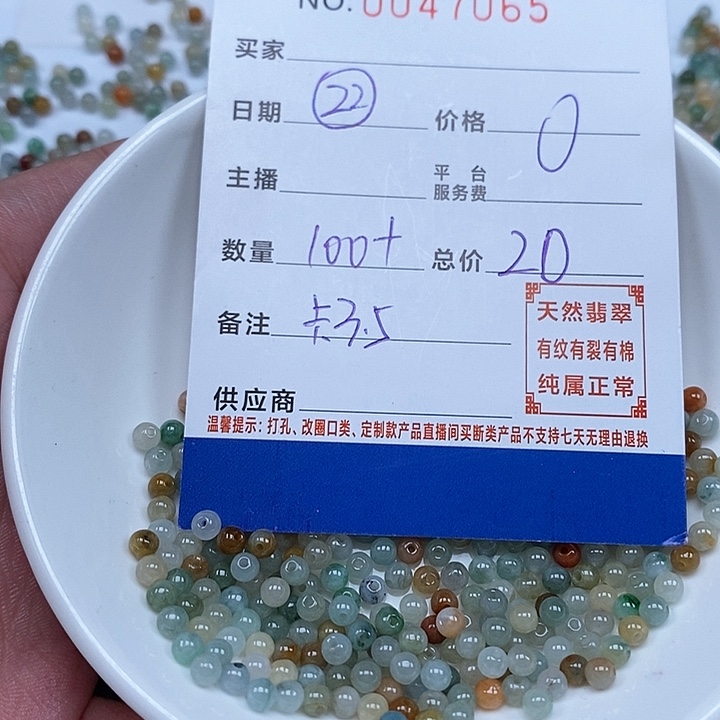 NO. 0047065
买家
日期 22 价格 0
主播 平台服务费
数量 100+ 总价 20
备注 卡3.5
天然翡翠
有纹有裂有棉
纯属正常
供应商
温馨提示：打孔、改圈口类、定制款产品直播间买断类产品不支持七天无理由退换